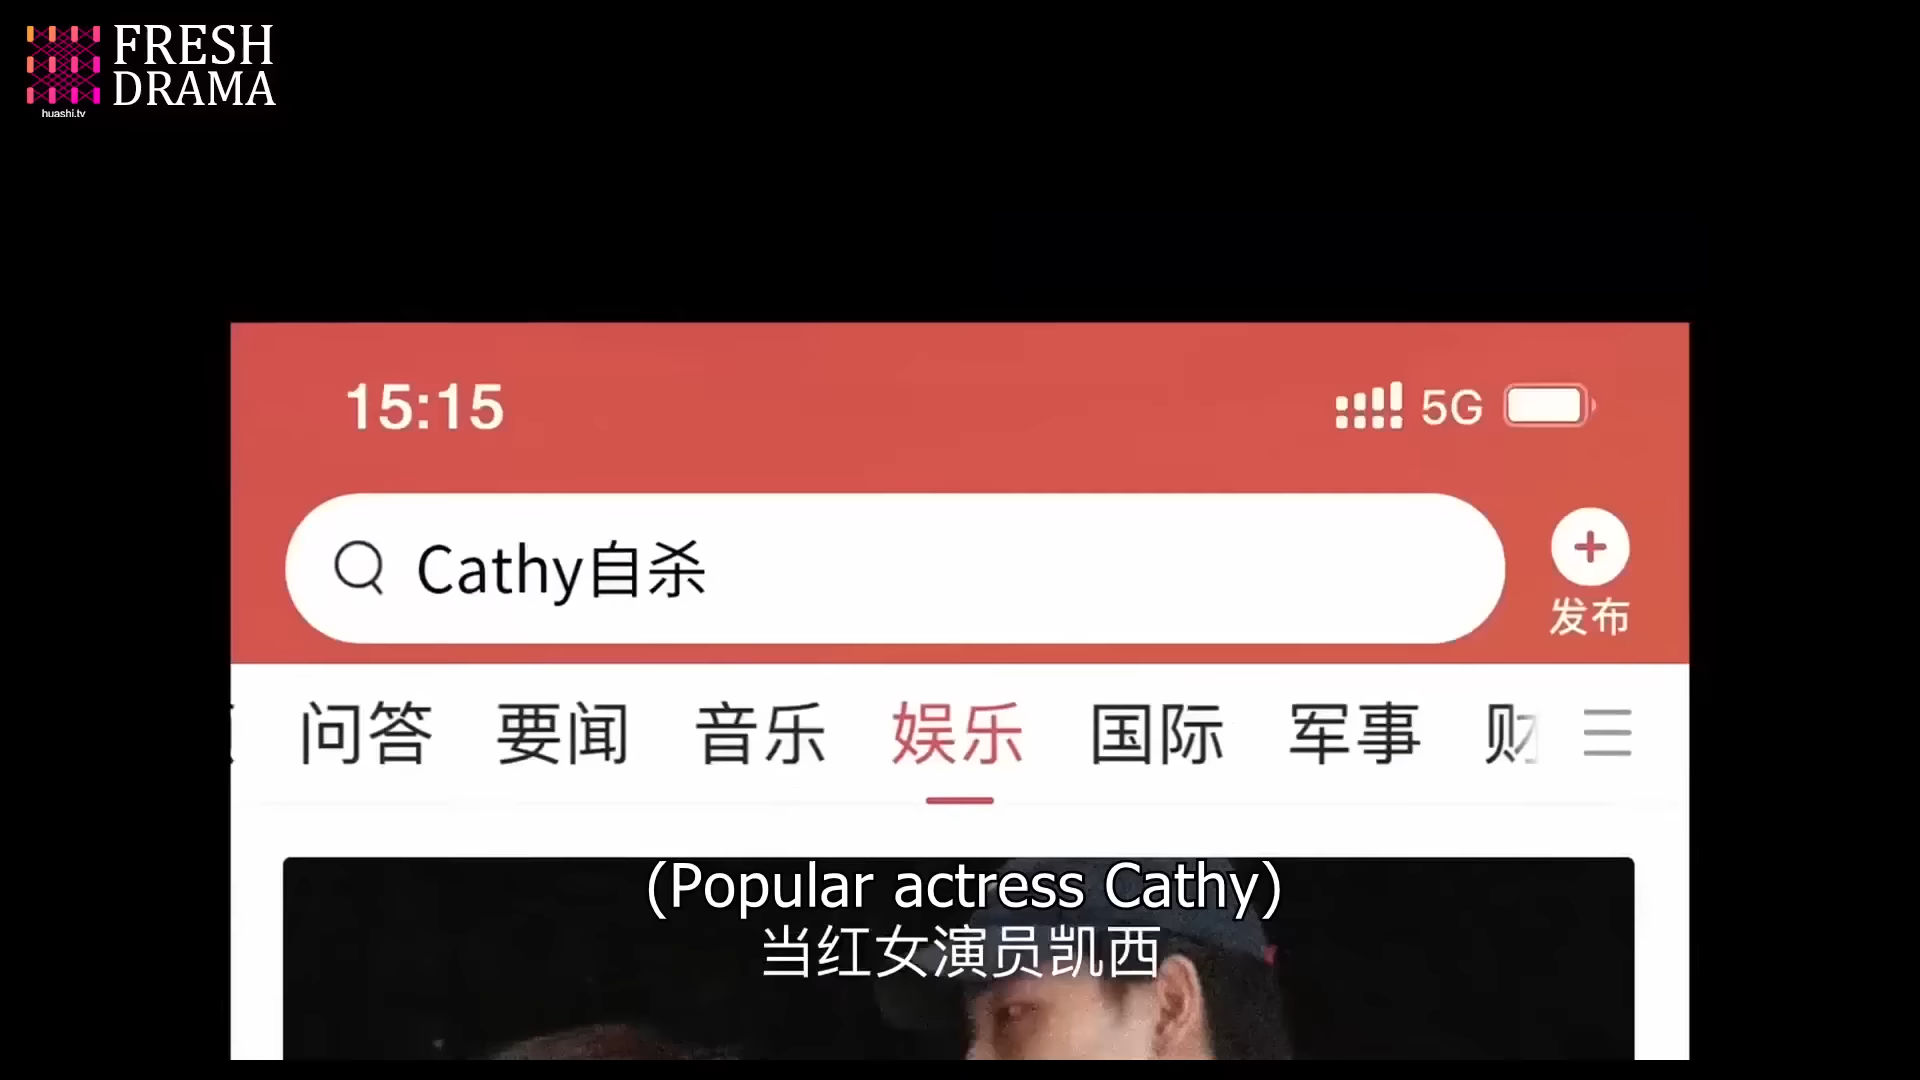 FRESH
DRAMA
huashi.tv
15:15 5G
Cathy自杀
发布
问答 要闻 音乐 娱乐 国际 军事
(Popular actress Cathy)
当红女演员凯西